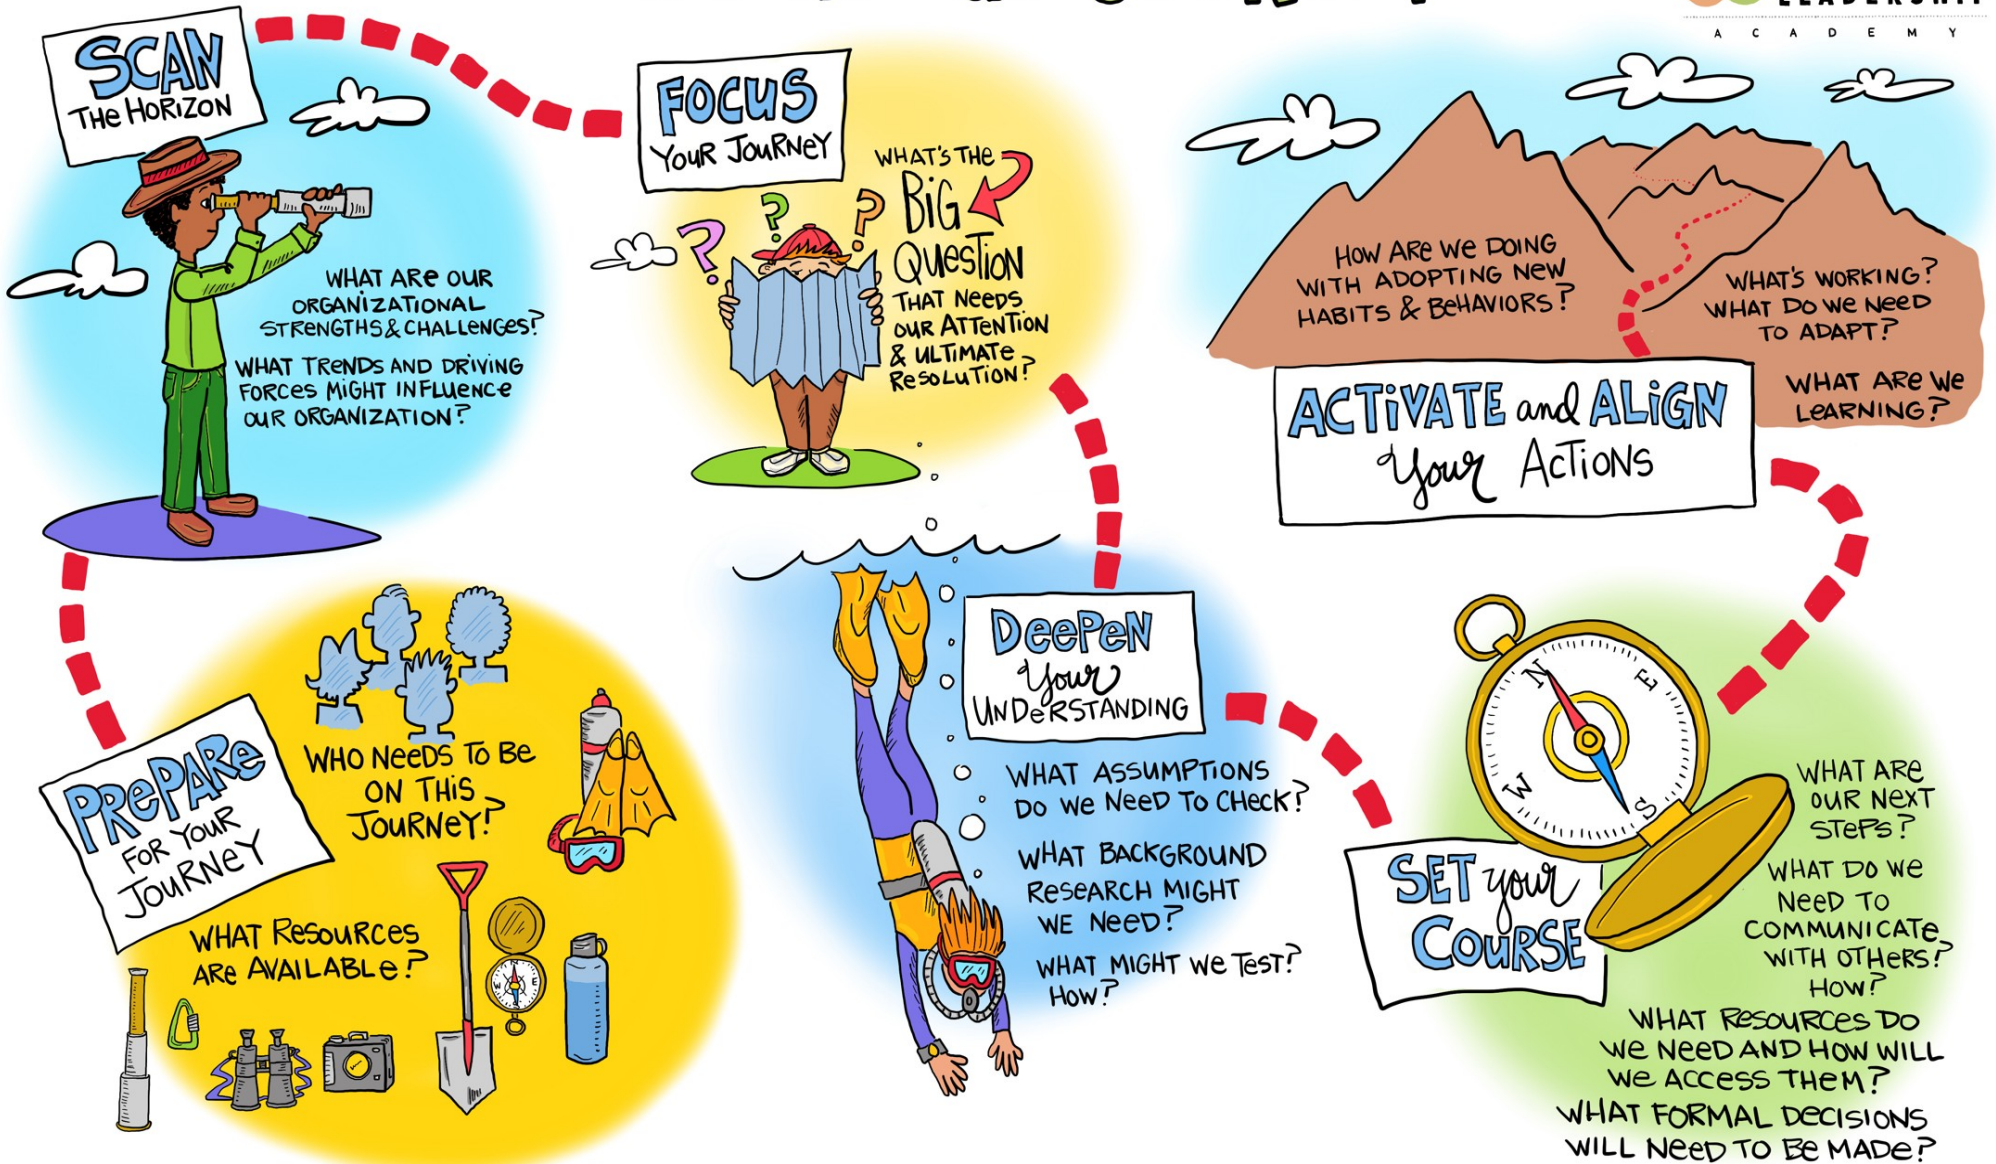 LEADERSHIP
ACADEMY
SCAN
THE HORIZON
WHAT ARE OUR
ORGANIZATIONAL
STRENGTHS & CHALLENGES?
WHAT TRENDS AND DRIVING
FORCES MIGHT INFLUENCE
OUR ORGANIZATION?
PREPARE
FOR YOUR
JOURNEY
WHO NEEDS TO BE
ON THIS
JOURNEY?
WHAT RESOURCES
ARE AVAILABLE?
N
E
S
W
FOCUS
YOUR JOURNEY
? ? ?
WHAT'S THE
BIG
QUESTION
THAT NEEDS
OUR ATTENTION
& ULTIMATE
RESOLUTION?
DEEPEN
Your
UNDERSTANDING
WHAT ASSUMPTIONS
DO WE NEED TO CHECK?
WHAT BACKGROUND
RESEARCH MIGHT
WE NEED?
WHAT MIGHT WE TEST?
HOW?
SET your
COURSE
N
E
S
W
WHAT ARE
OUR NEXT
STEPS?
WHAT DO WE
NEED TO
COMMUNICATE
WITH OTHERS?
HOW?
WHAT RESOURCES DO
WE NEED AND HOW WILL
WE ACCESS THEM?
WHAT FORMAL DECISIONS
WILL NEED TO BE MADE?
ACTIVATE and ALIGN
Your ACTIONS
HOW ARE WE DOING
WITH ADOPTING NEW
HABITS & BEHAVIORS?
WHAT'S WORKING?
WHAT DO WE NEED
TO ADAPT?
WHAT ARE WE
LEARNING?